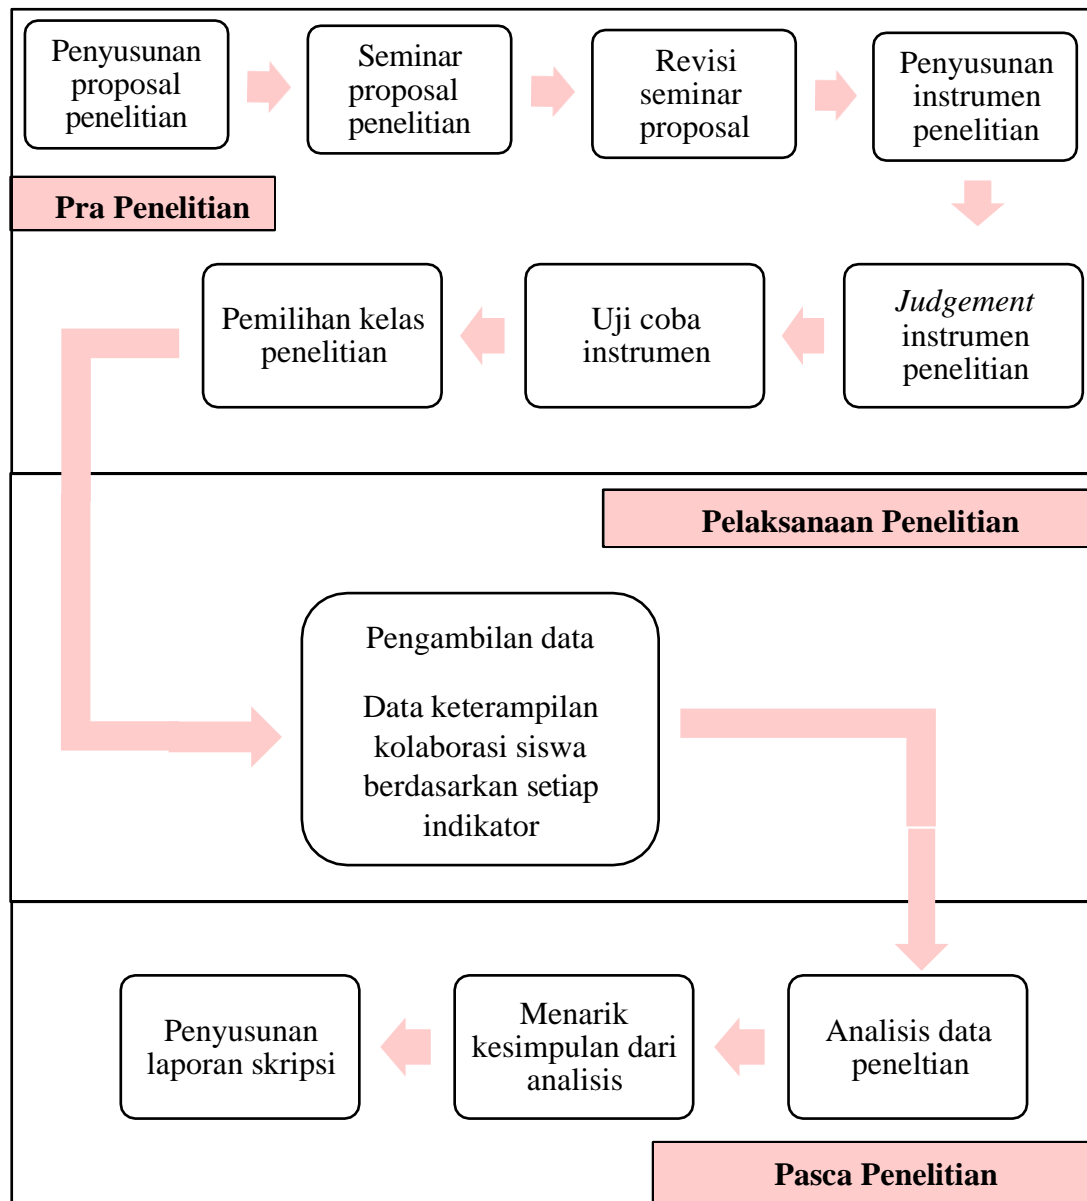 Penyusunan
proposal
penelitian
Seminar
proposal
penelitian
Revisi
seminar
proposal
Penyusunan
instrumen
penelitian
Pra Penelitian
Judgement
instrumen
penelitian
Uji coba
instrumen
Pemilihan kelas
penelitian
Pelaksanaan Penelitian
Pengambilan data
Data keterampilan
kolaborasi siswa
berdasarkan setiap
indikator
Analisis data
peneltian
Menarik
kesimpulan dari
analisis
Penyusunan
laporan skripsi
Pasca Penelitian